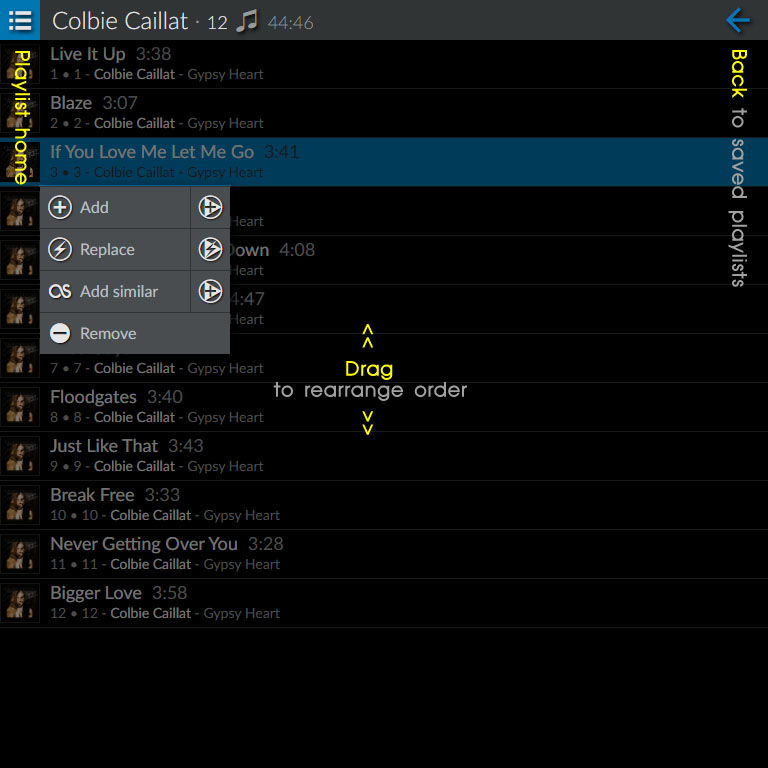 Colbie Caillat · 12 44:46
Playlist home
Back to saved playlists
Live It Up 3:38
1 • 1 - Colbie Caillat - Gypsy Heart
Blaze 3:07
2 • 2 - Colbie Caillat - Gypsy Heart
If You Love Me Let Me Go 3:41
3 • 3 - Colbie Caillat - Gypsy Heart
Add
Heart
Replace
Down 4:08
Heart
Add similar
4:47
Heart
Remove
7 • 7 - Colbie Caillat - Gypsy Heart
Drag
to rearrange order
Floodgates 3:40
8 • 8 - Colbie Caillat - Gypsy Heart
Just Like That 3:43
9 • 9 - Colbie Caillat - Gypsy Heart
Break Free 3:33
10 • 10 - Colbie Caillat - Gypsy Heart
Never Getting Over You 3:28
11 • 11 - Colbie Caillat - Gypsy Heart
Bigger Love 3:58
12 • 12 - Colbie Caillat - Gypsy Heart